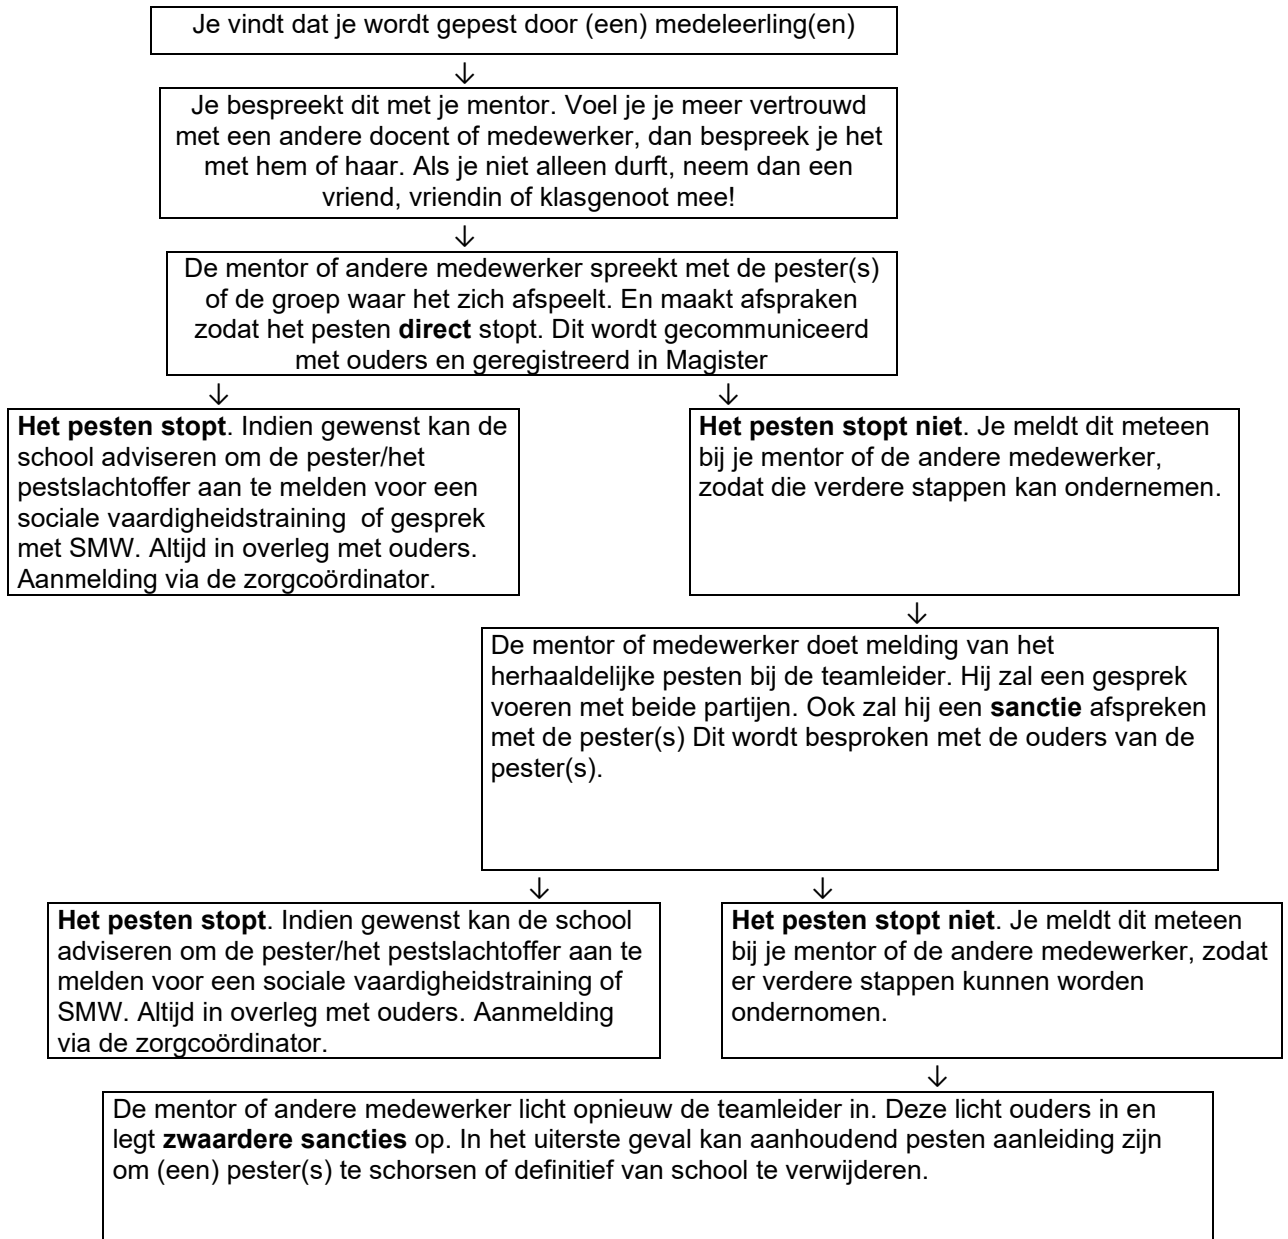 Je vindt dat je wordt gepest door (een) medeleerling(en)
↓
Je bespreekt dit met je mentor. Voel je je meer vertrouwd
met een andere docent of medewerker, dan bespreek je het
met hem of haar. Als je niet alleen durft, neem dan een
vriend, vriendin of klasgenoot mee!
↓
De mentor of andere medewerker spreekt met de pester(s)
of de groep waar het zich afspeelt. En maakt afspraken
zodat het pesten direct stopt. Dit wordt gecommuniceerd
met ouders en geregistreerd in Magister
↓ ↓
Het pesten stopt. Indien gewenst kan de
school adviseren om de pester/het
pestslachtoffer aan te melden voor een
sociale vaardigheidstraining  of gesprek
met SMW. Altijd in overleg met ouders.
Aanmelding via de zorgcoördinator.
Het pesten stopt niet. Je meldt dit meteen
bij je mentor of de andere medewerker,
zodat die verdere stappen kan ondernemen.
↓
De mentor of medewerker doet melding van het
herhaaldelijke pesten bij de teamleider. Hij zal een gesprek
voeren met beide partijen. Ook zal hij een sanctie afspreken
met de pester(s) Dit wordt besproken met de ouders van de
pester(s).
↓ ↓
Het pesten stopt. Indien gewenst kan de school
adviseren om de pester/het pestslachtoffer aan te
melden voor een sociale vaardigheidstraining of
SMW. Altijd in overleg met ouders. Aanmelding
via de zorgcoördinator.
Het pesten stopt niet. Je meldt dit meteen
bij je mentor of de andere medewerker, zodat
er verdere stappen kunnen worden
ondernomen.
↓
De mentor of andere medewerker licht opnieuw de teamleider in. Deze licht ouders in en
legt zwaardere sancties op. In het uiterste geval kan aanhoudend pesten aanleiding zijn
om (een) pester(s) te schorsen of definitief van school te verwijderen.